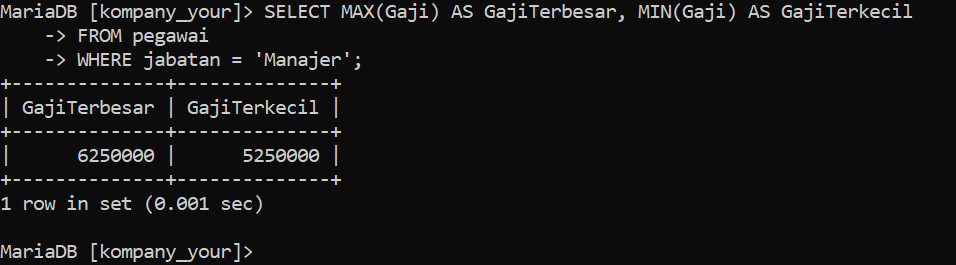 MariaDB [kompany_your]> SELECT MAX(Gaji) AS GajiTerbesar, MIN(Gaji) AS GajiTerkecil
    -> FROM pegawai
    -> WHERE jabatan = 'Manajer';
+--------------+--------------+
| GajiTerbesar | GajiTerkecil |
+--------------+--------------+
|      6250000 |      5250000 |
+--------------+--------------+
1 row in set (0.001 sec)
MariaDB [kompany_your]>